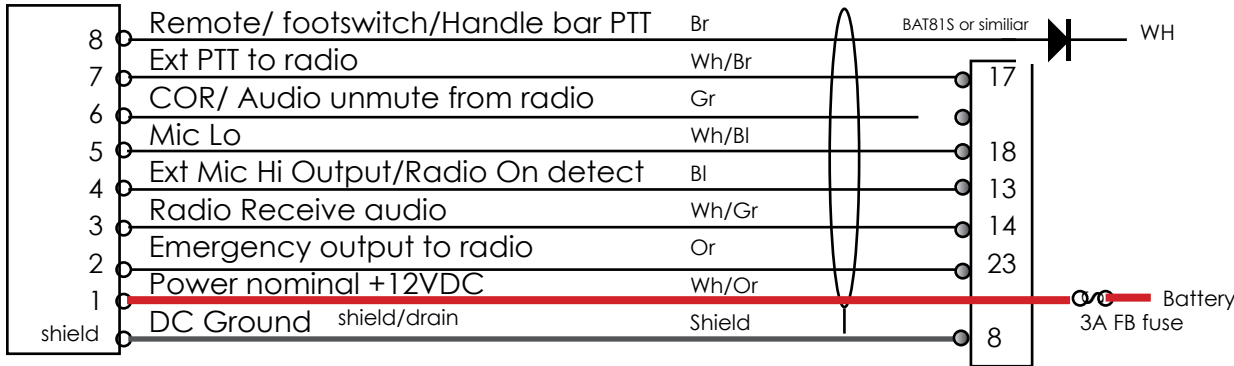 8 Remote/ footswitch/Handle bar PTT Br BAT81S or similiar WH
7 Ext PTT to radio Wh/Br 17
6 COR/ Audio unmute from radio Gr
5 Mic Lo Wh/Bl 18
4 Ext Mic Hi Output/Radio On detect Bl 13
3 Radio Receive audio Wh/Gr 14
2 Emergency output to radio Or 23
1 Power nominal +12VDC Wh/Or Battery
3A FB fuse
shield DC Ground shield/drain Shield 8